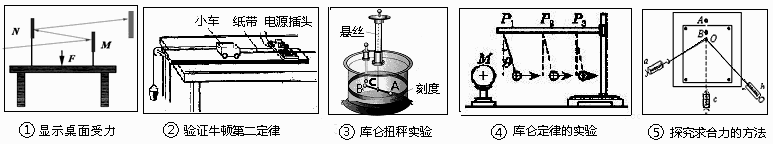 N
F
M
①显示桌面受力
小车 纸带 电源插头
②验证牛顿第二定律
悬丝
B C A
刻度
③库仑扭秤实验
P₁ P₂ P₃
M
θ
④库仑定律的实验
A
B O
a
b
c
⑤探究求合力的方法